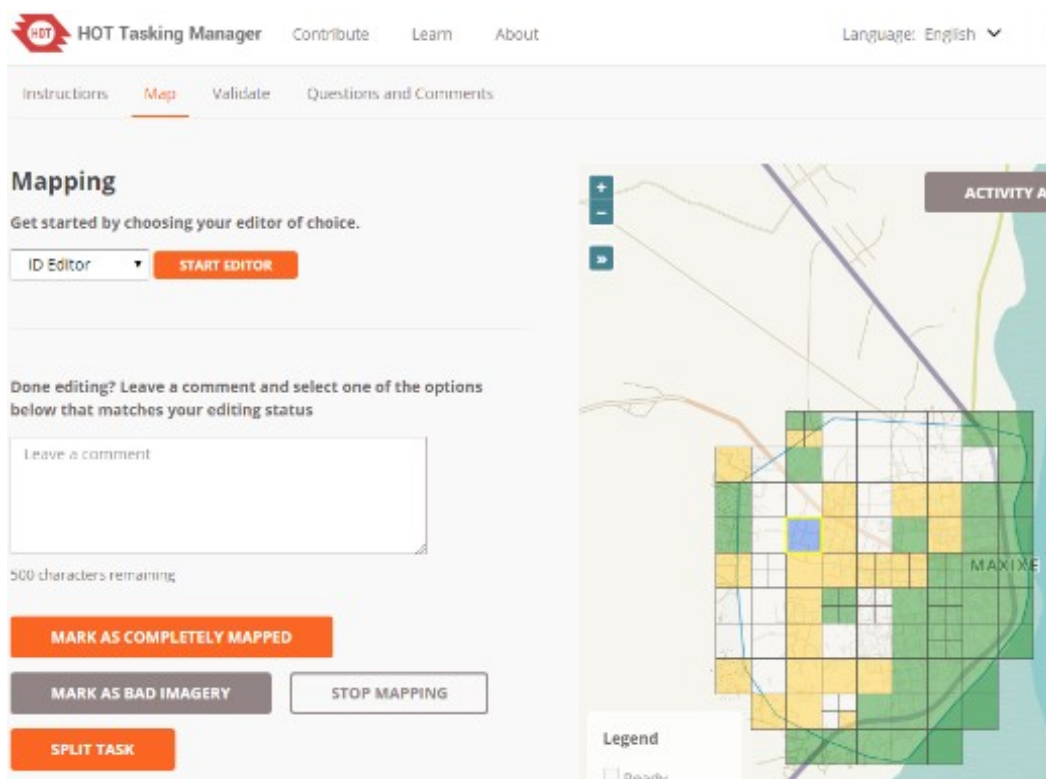 HOT HOT Tasking Manager Contribute Learn About Language: English
Instructions Map Validate Questions and Comments
Mapping
Get started by choosing your editor of choice.
ID Editor START EDITOR
Done editing? Leave a comment and select one of the options
below that matches your editing status
Leave a comment
500 characters remaining
MARK AS COMPLETELY MAPPED
MARK AS BAD IMAGERY STOP MAPPING
SPLIT TASK
+
−
»
ACTIVITY A
MAXIXE
Legend
Ready